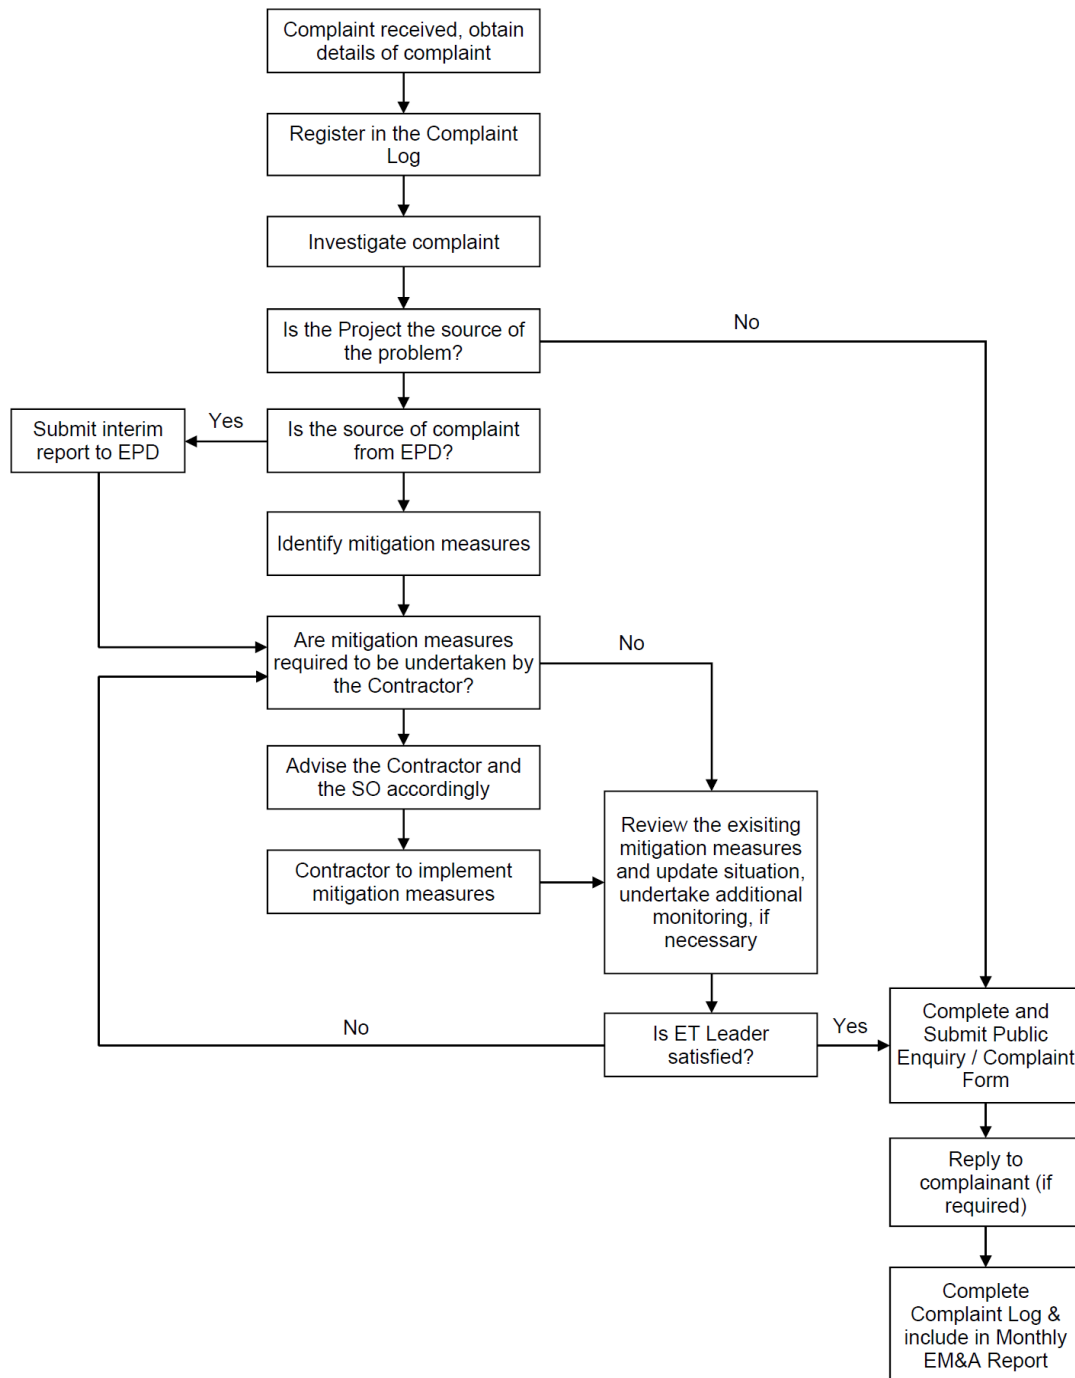 Complaint received, obtain
details of complaint
Register in the Complaint
Log
Investigate complaint
Is the Project the source of
the problem?
No
Submit interim
report to EPD
Yes
Is the source of complaint
from EPD?
Identify mitigation measures
Are mitigation measures
required to be undertaken by
the Contractor?
No
Advise the Contractor and
the SO accordingly
Contractor to implement
mitigation measures
Review the exisiting
mitigation measures
and update situation,
undertake additional
monitoring, if
necessary
No
Is ET Leader
satisfied?
Yes
Complete and
Submit Public
Enquiry / Complaint
Form
Reply to
complainant (if
required)
Complete
Complaint Log &
include in Monthly
EM&A Report